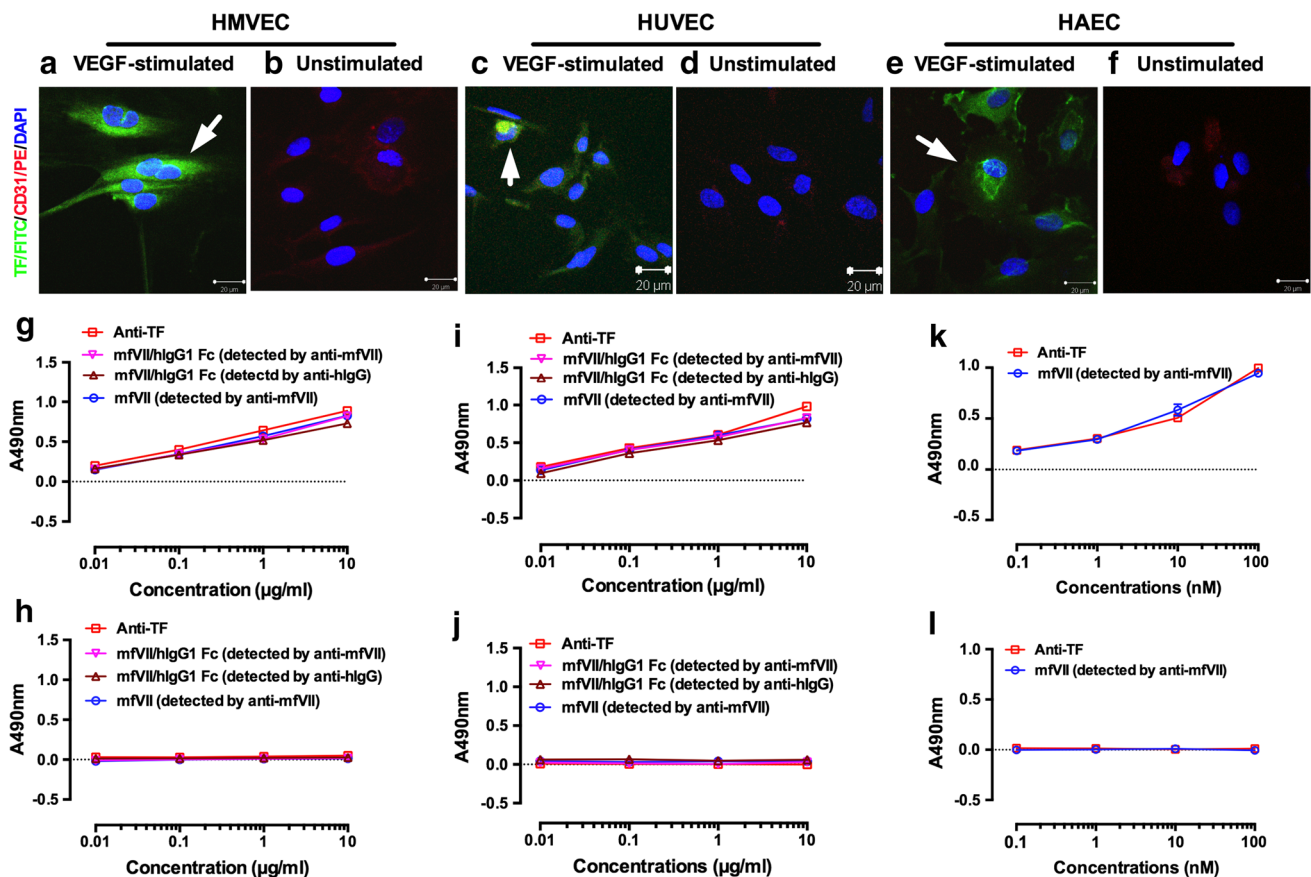 HMVEC
HUVEC
HAEC
a VEGF-stimulated
b Unstimulated
c VEGF-stimulated
d Unstimulated
e VEGF-stimulated
f Unstimulated
TF/FITC/CD31/PE/DAPI
20 µm
20 µm
20 µm
20 µm
20 µm
20 µm
g
Anti-TF
mfVII/hIgG1 Fc (detected by anti-mfVII)
mfVII/hIgG1 Fc (detectd by anti-hIgG)
mfVII (detected by anti-mfVII)
A490nm
1.5
1.0
0.5
0.0
-0.5
0.01 0.1 1 10
Concentration (µg/ml)
i
Anti-TF
mfVII/hIgG1 Fc (detected by anti-mfVII)
mfVII/hIgG1 Fc (detected by anti-hIgG)
mfVII (detected by anti-mfVII)
A490nm
1.5
1.0
0.5
0.0
-0.5
0.01 0.1 1 10
Concentration (µg/ml)
k
Anti-TF
mfVII (detected by anti-mfVII)
A490nm
1.0
0.5
0.0
-0.5
0.1 1 10 100
Concentrations (nM)
h
Anti-TF
mfVII/hIgG1 Fc (detected by anti-mfVII)
mfVII/hIgG1 Fc (detected by anti-hIgG)
mfVII (detected by anti-mfVII)
A490nm
1.5
1.0
0.5
0.0
-0.5
0.01 0.1 1 10
Concentration (µg/ml)
j
Anti-TF
mfVII/hIgG1 Fc (detected by anti-mfVII)
mfVII/hIgG1 Fc (detected by anti-hIgG)
mfVII (detected by anti-mfVII)
A490nm
1.5
1.0
0.5
0.0
-0.5
0.01 0.1 1 10
Concentrations (µg/ml)
l
Anti-TF
mfVII (detected by anti-mfVII)
A490nm
1.0
0.5
0.0
-0.5
0.1 1 10 100
Concentrations (nM)